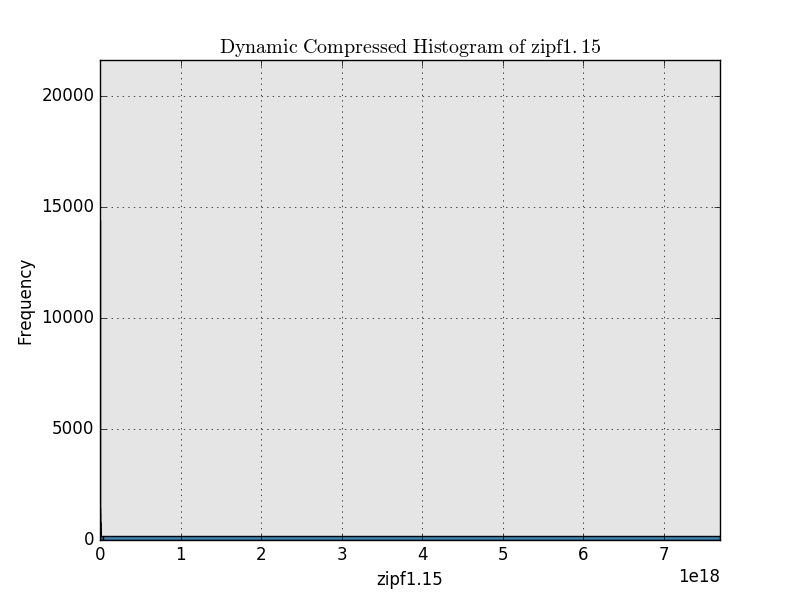 Dynamic Compressed Histogram of zipf1.15
20000
15000
10000
5000
0
Frequency
0 1 2 3 4 5 6 7
1e18
zipf1.15